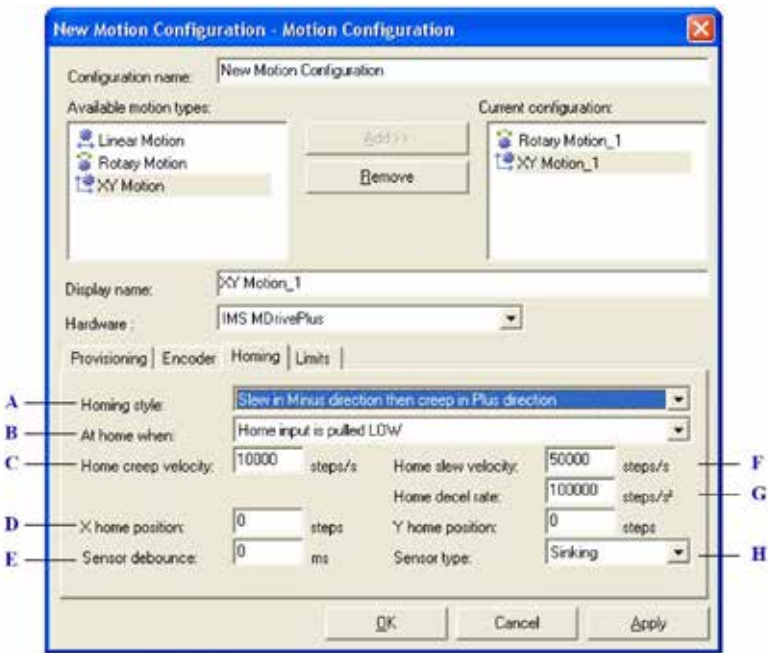 New Motion Configuration - Motion Configuration
Configuration name: New Motion Configuration
Available motion types: Current configuration:
Linear Motion Add >> Rotary Motion_1
Rotary Motion XY Motion_1
XY Motion Remove
Display name: XY Motion_1
Hardware : IMS MDrivePlus
Provisioning Encoder Homing Limits
A Homing style: Slew in Minus direction then creep in Plus direction
B At home when: Home input is pulled LOW
C Home creep velocity: 10000 steps/s Home slew velocity: 50000 steps/s F
Home decel rate: 100000 steps/s² G
D X home position: 0 steps Y home position: 0 steps
E Sensor debounce: 0 ms Sensor type: Sinking H
OK Cancel Apply